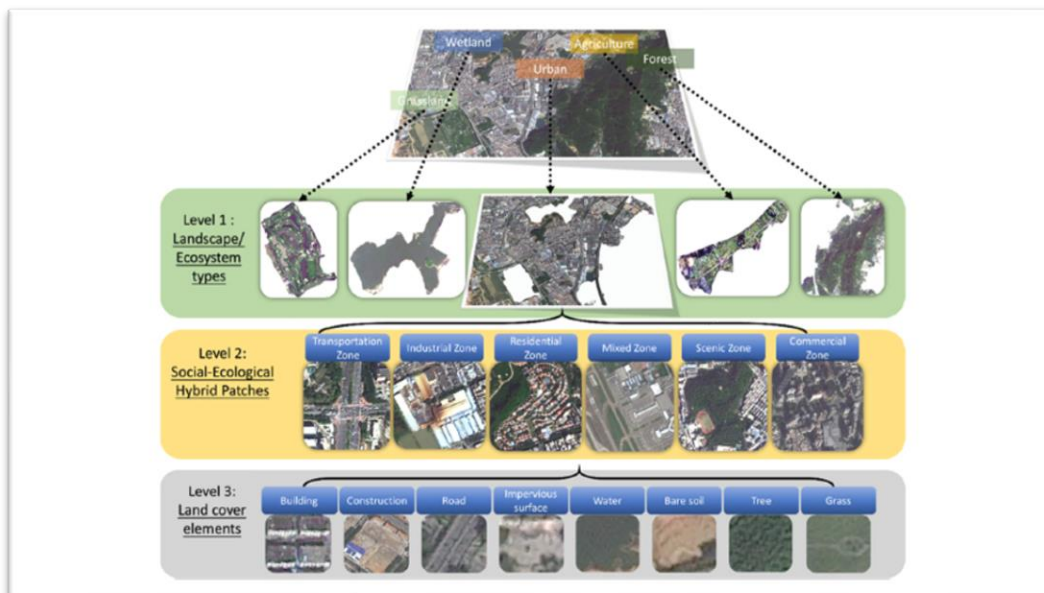 Wetland
Agriculture
Forest
Urban
Grassland
Level 1 :
Landscape/
Ecosystem
types
Level 2:
Social-Ecological
Hybrid Patches
Transportation
Zone
Industrial Zone
Residential
Zone
Mixed Zone
Scenic Zone
Commercial
Zone
Level 3:
Land cover
elements
Building
Construction
Road
Impervious
surface
Water
Bare soil
Tree
Grass